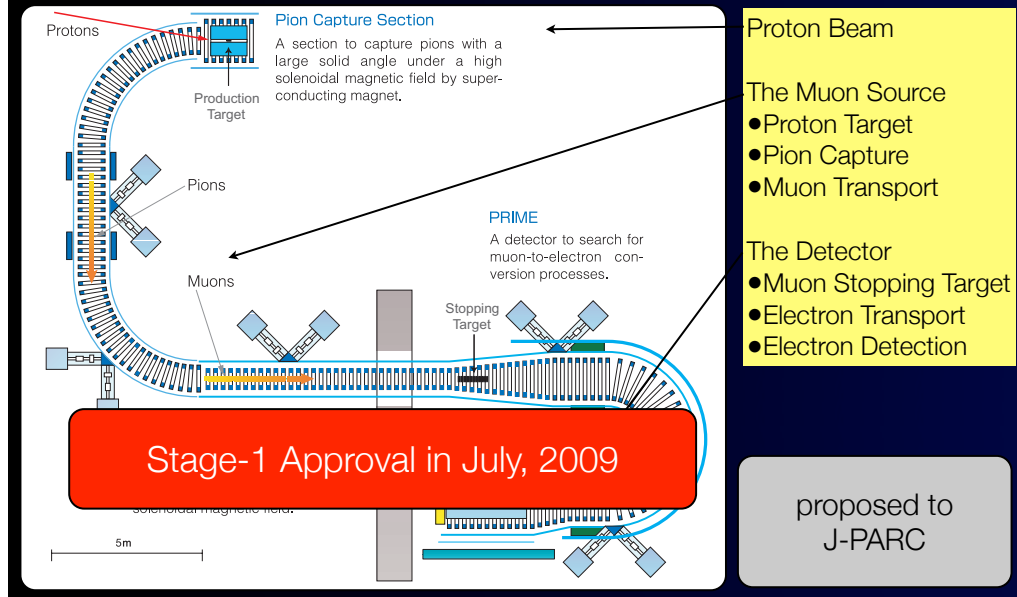 Protons
Pion Capture Section
A section to capture pions with a
large solid angle under a high
solenoidal magnetic field by super-
conducting magnet.
Production
Target
Pions
Muons
PRIME
A detector to search for
muon-to-electron con-
version processes.
Stopping
Target
Stage-1 Approval in July, 2009
solenoidal magnetic field.
5m
Proton Beam
The Muon Source
•Proton Target
•Pion Capture
•Muon Transport
The Detector
•Muon Stopping Target
•Electron Transport
•Electron Detection
proposed to
J-PARC